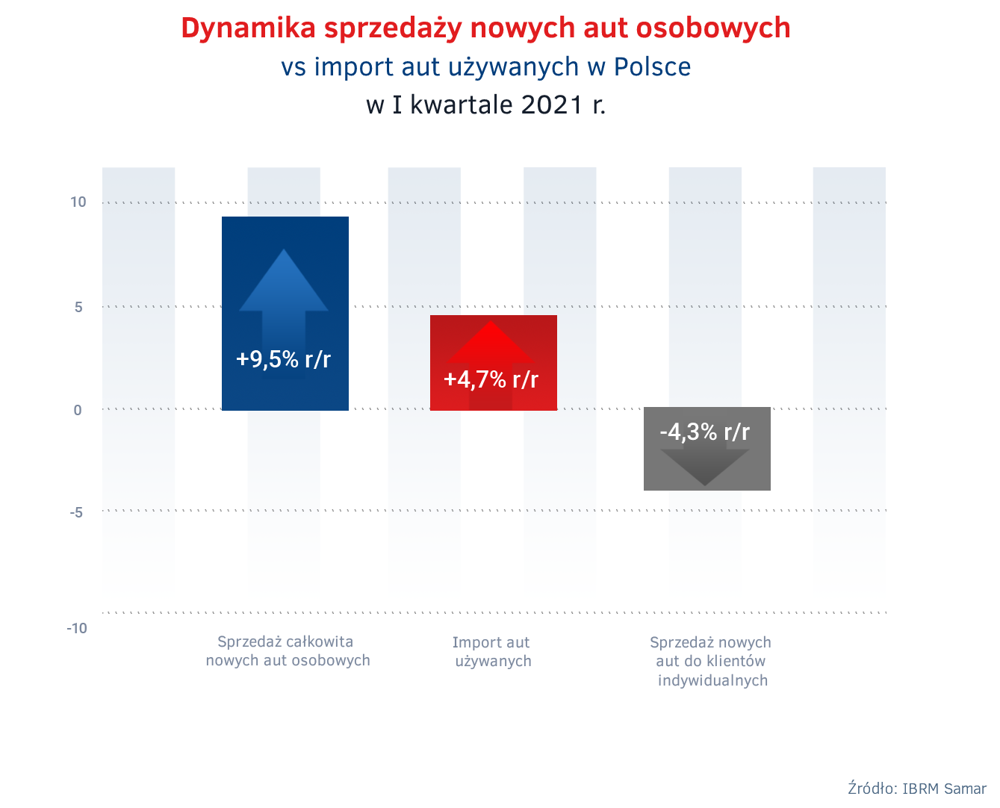 Dynamika sprzedaży nowych aut osobowych
vs import aut używanych w Polsce
w I kwartale 2021 r.
10
5
0
-5
-10
+9,5% r/r
+4,7% r/r
-4,3% r/r
Sprzedaż całkowita
nowych aut osobowych
Import aut
używanych
Sprzedaż nowych
aut do klientów
indywidualnych
Źródło: IBRM Samar